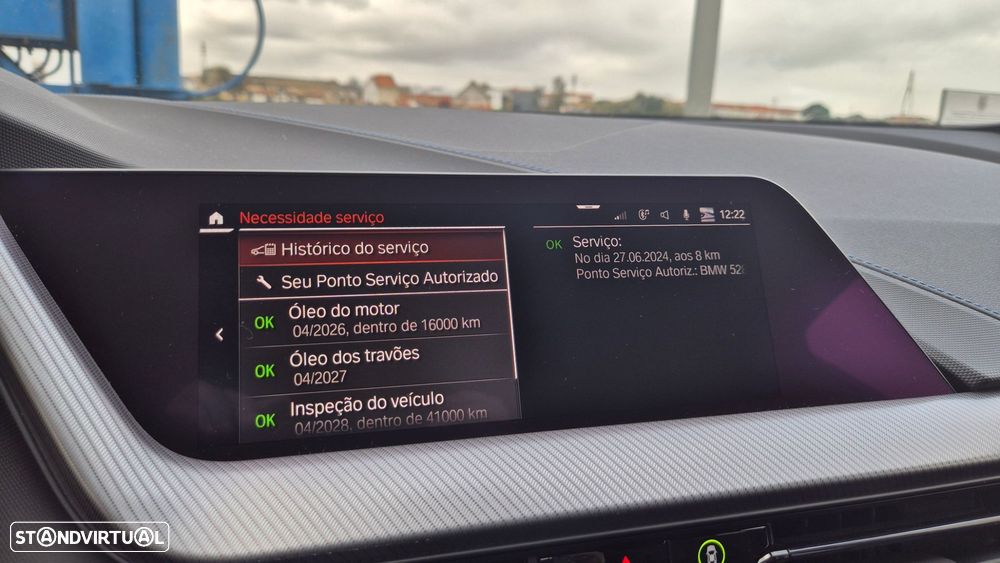 Necessidade serviço
12:22
Histórico do serviço
Seu Ponto Serviço Autorizado
OK Óleo do motor
04/2026, dentro de 16000 km
OK Óleo dos travões
04/2027
OK Inspeção do veículo
04/2028, dentro de 41000 km
OK Serviço:
No dia 27.06.2024, aos 8 km
Ponto Serviço Autoriz.: BMW 528
STANDVIRTUAL